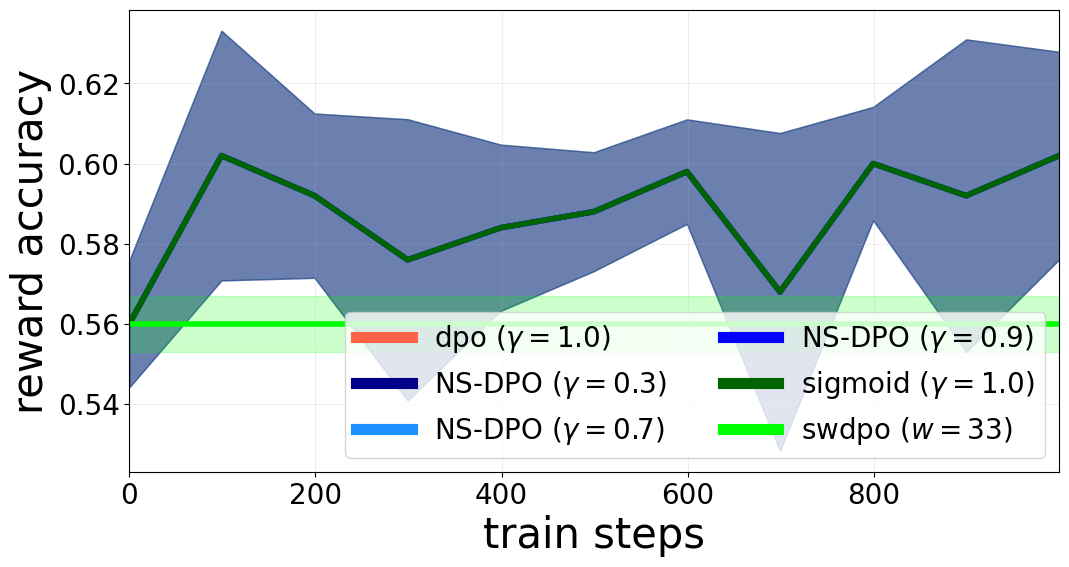 reward accuracy
0.62
0.60
0.58
0.56
0.54
dpo (γ = 1.0)
NS-DPO (γ = 0.3)
NS-DPO (γ = 0.7)
NS-DPO (γ = 0.9)
sigmoid (γ = 1.0)
swdpo (w = 33)
0 200 400 600 800
train steps